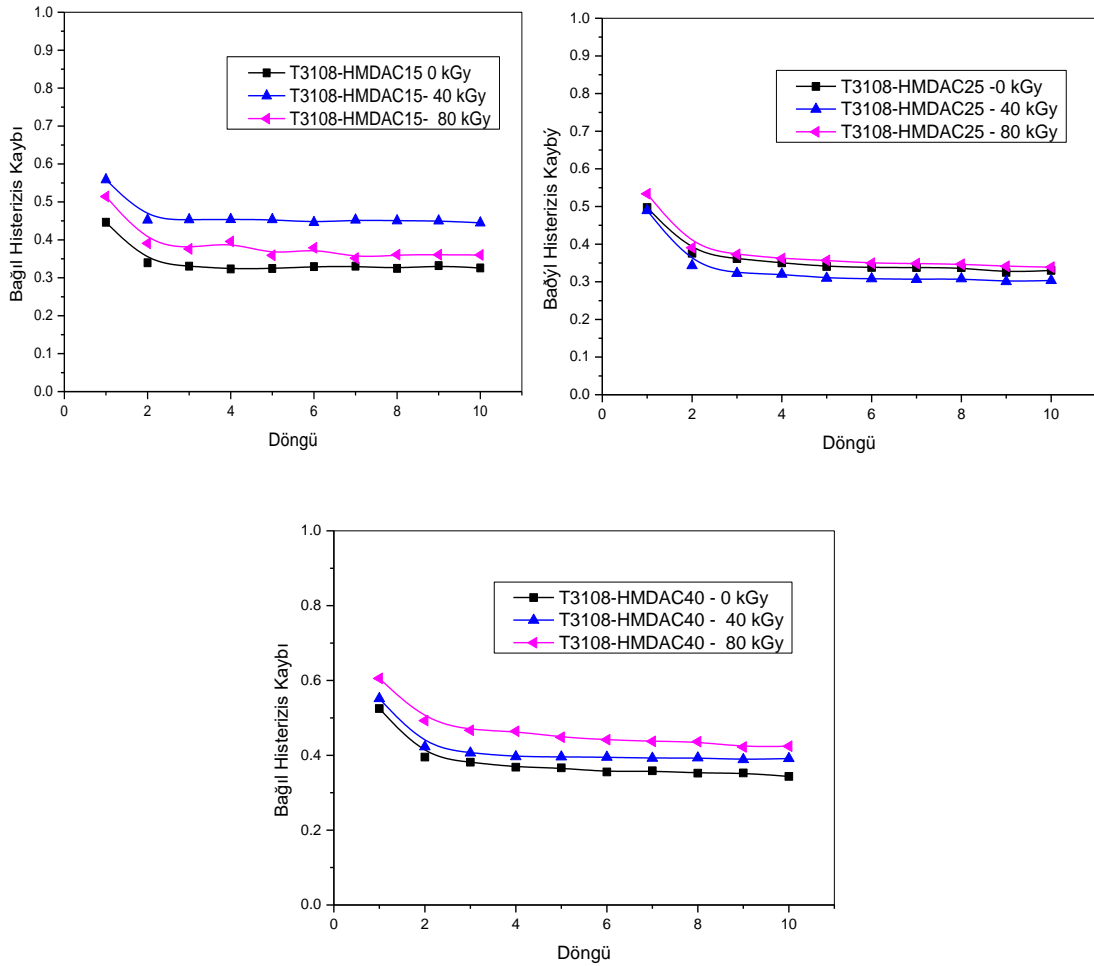 1.0
0.9
0.8
0.7
0.6
0.5
0.4
0.3
0.2
0.1
0.0
Bağıl Histerizis Kaybı
T3108-HMDAC15 0 kGy
T3108-HMDAC15- 40 kGy
T3108-HMDAC15- 80 kGy
0 2 4 6 8 10
Döngü
1.0
0.9
0.8
0.7
0.6
0.5
0.4
0.3
0.2
0.1
0.0
Baðýl Histerizis Kaybý
T3108-HMDAC25 -0 kGy
T3108-HMDAC25 - 40 kGy
T3108-HMDAC25 - 80 kGy
0 2 4 6 8 10
Döngü
1.0
0.8
0.6
0.4
0.2
0.0
Bağıl Histerizis Kaybı
T3108-HMDAC40 - 0 kGy
T3108-HMDAC40 - 40 kGy
T3108-HMDAC40 - 80 kGy
0 2 4 6 8 10
Döngü